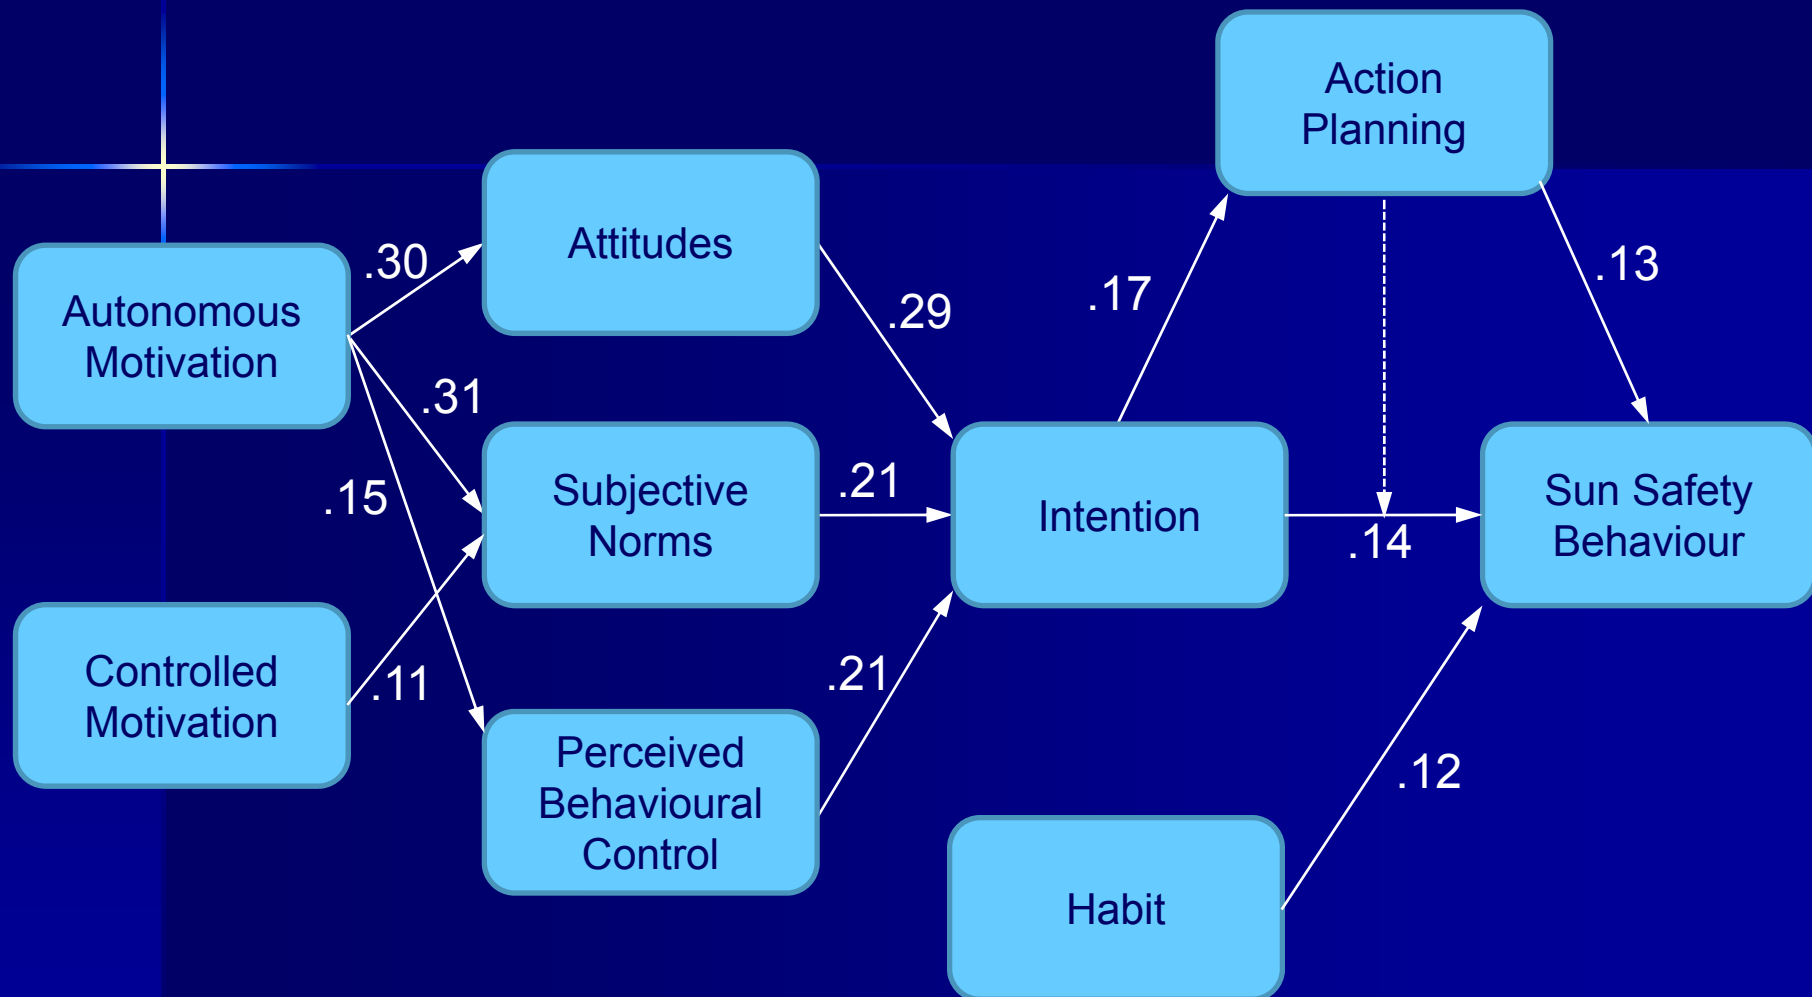 Action
Planning
Attitudes
.30
Autonomous
Motivation
.29
.17
.13
.31
.15
Subjective
Norms
.21
Intention
.14
Sun Safety
Behaviour
Controlled
Motivation
.11
.21
Perceived
Behavioural
Control
.12
Habit